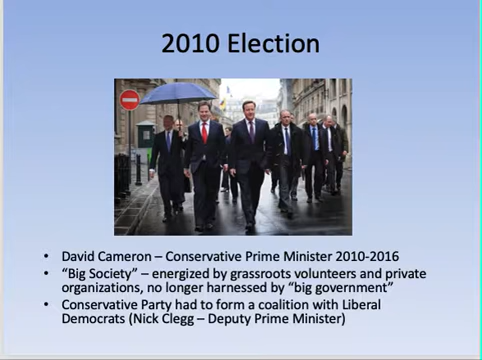 2010 Election
• David Cameron – Conservative Prime Minister 2010-2016
• “Big Society” – energized by grassroots volunteers and private
organizations, no longer harnessed by “big government”
• Conservative Party had to form a coalition with Liberal
Democrats (Nick Clegg – Deputy Prime Minister)